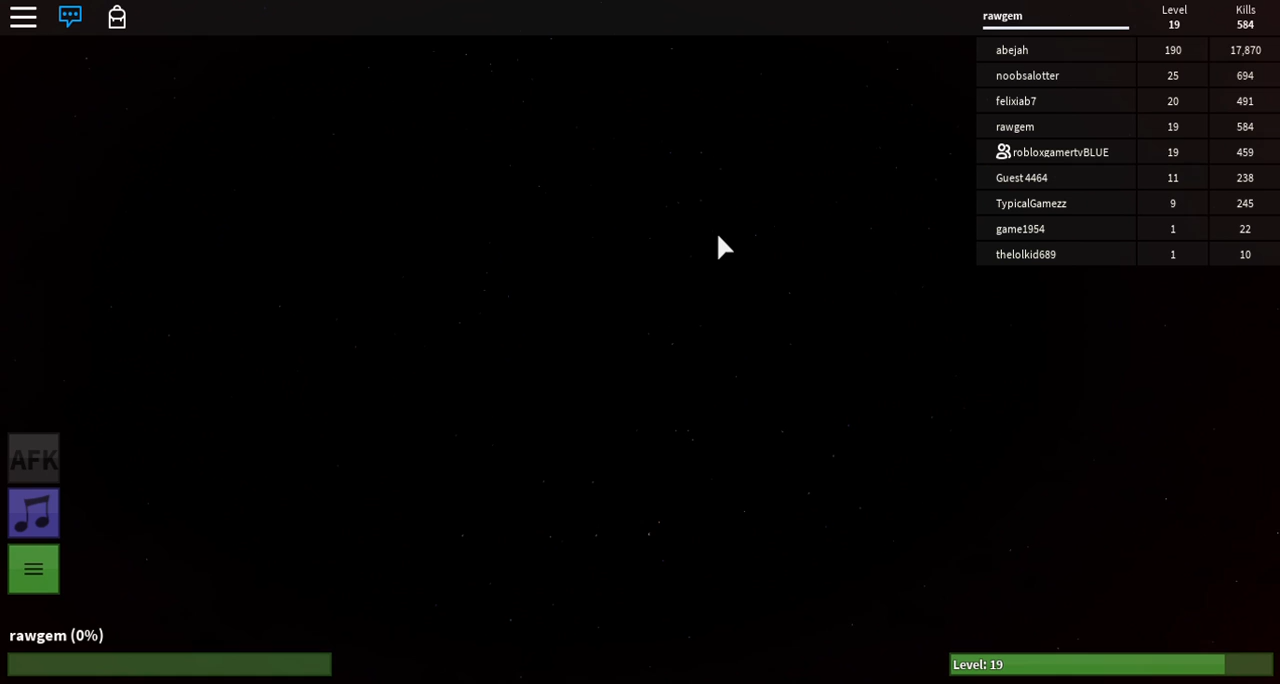 rawgem Level Kills
19 584
abejah 190 17,870
noobsalotter 25 694
felixiab7 20 491
rawgem 19 584
robloxgamertvBLUE 19 459
Guest 4464 11 238
TypicalGamezz 9 245
game1954 1 22
thelolkid689 1 10
AFK
rawgem (0%)
Level: 19